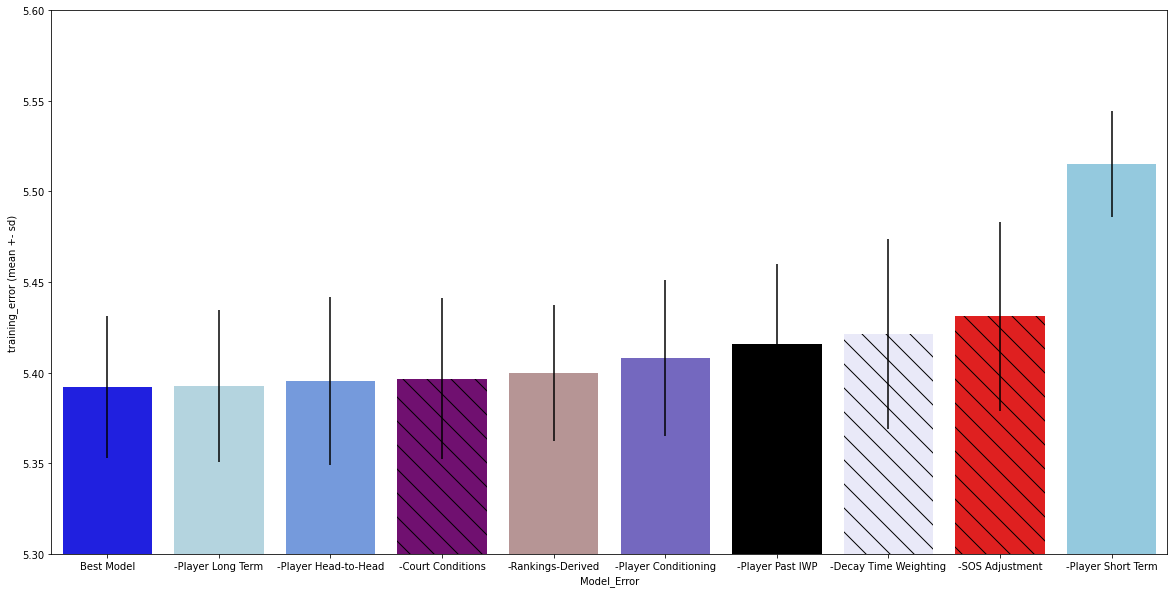 5.60
5.55
5.50
5.45
5.40
5.35
5.30
training_error (mean +- sd)
Best Model
-Player Long Term
-Player Head-to-Head
-Court Conditions
-Rankings-Derived
-Player Conditioning
-Player Past IWP
-Decay Time Weighting
-SOS Adjustment
-Player Short Term
Model_Error